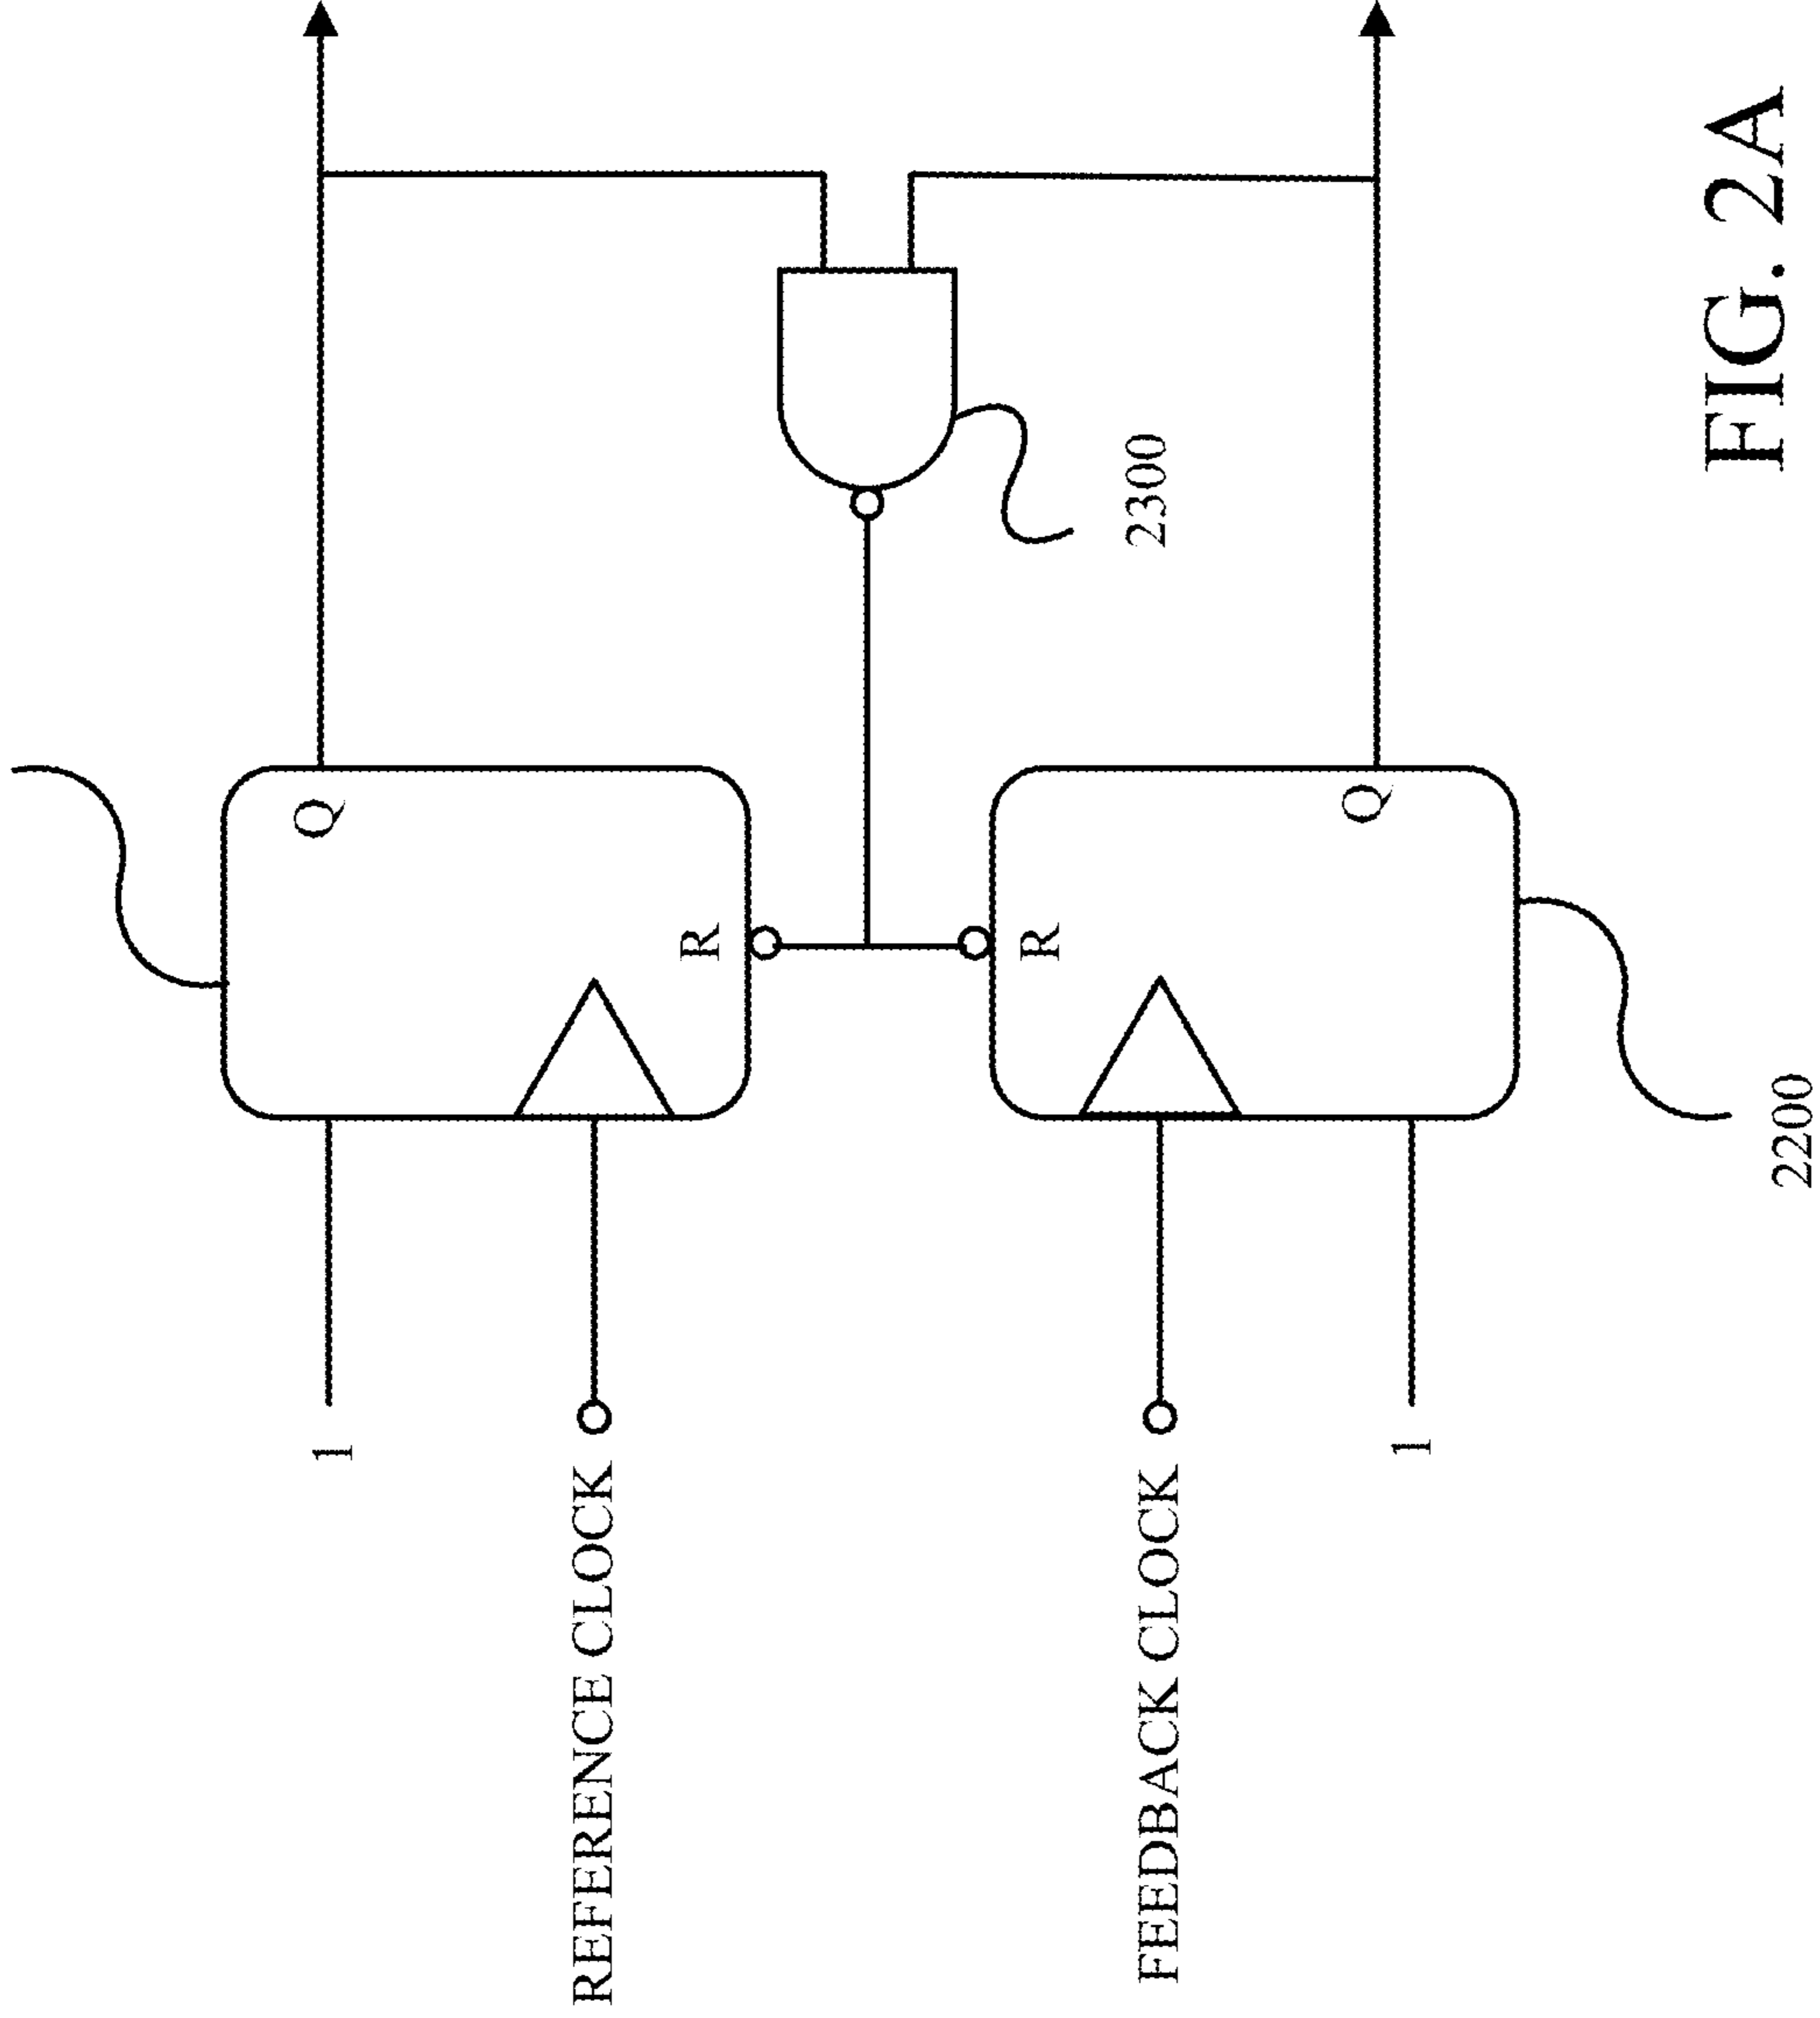 1
Q
REFERENCE CLOCK
R
2300
R
FEEDBACK CLOCK
Q
1
2200
FIG. 2A